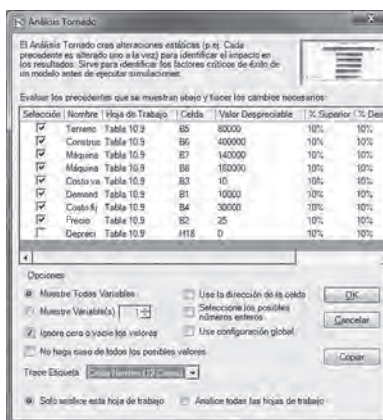 Análisis Tornado
El Análisis Tornado crea alteraciones estáticas (p.ej. Cada
precedente es alterado uno a la vez) para identificar el impacto en
los resultados. Sirve para identificar los factores críticos de éxito de
un modelo antes de ejecutar simulaciones.
Evaluar los precedentes que se muestran abajo y hacer los cambios necesarios:
Selección Nombre Hoja de Trabajo Celda Valor Despreciable % Superior % Des
Terreno Tabla 10.9 B5 80000 10% 10%
Construc Tabla 10.9 B6 400000 10% 10%
Máquina Tabla 10.9 B7 140000 10% 10%
Máquina Tabla 10.9 B8 160000 10% 10%
Costo va Tabla 10.9 B3 10 10% 10%
Demand Tabla 10.9 B1 10000 10% 10%
Costo fij Tabla 10.9 B4 30000 10% 10%
Precio Tabla 10.9 B2 25 10% 10%
Depreci Tabla 10.9 H18 0 10% 10%
Opciones
Muestre Todas Variables
Use la dirección de la celda
OK
Muestre Variable(s) 1
Seleccione los posibles
números enteros
Cancelar
Ignore cero o vacíe los valores
Use configuración global
No haga caso de todos los posibles valores
Copiar
Trace Etiqueta
Solo analice esta hoja de trabajo
Analice todas las hojas de trabajo